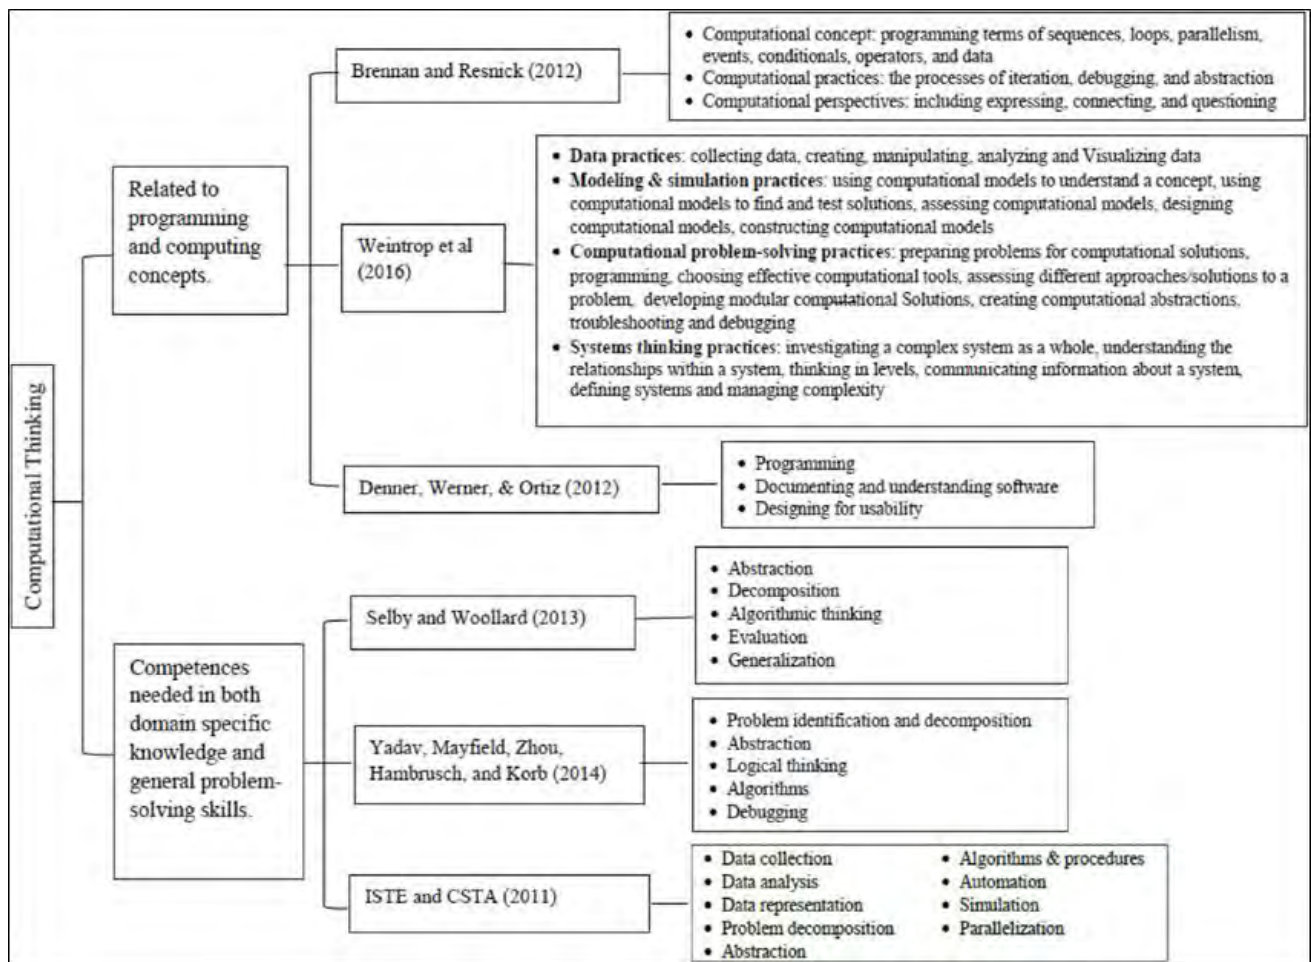 Computational Thinking
Related to
programming
and computing
concepts.
Brennan and Resnick (2012)
• Computational concept: programming terms of sequences, loops, parallelism,
events, conditionals, operators, and data
• Computational practices: the processes of iteration, debugging, and abstraction
• Computational perspectives: including expressing, connecting, and questioning
Weintrop et al
(2016)
• Data practices: collecting data, creating, manipulating, analyzing and Visualizing data
• Modeling & simulation practices: using computational models to understand a concept, using
computational models to find and test solutions, assessing computational models, designing
computational models, constructing computational models
• Computational problem-solving practices: preparing problems for computational solutions,
programming, choosing effective computational tools, assessing different approaches/solutions to a
problem, developing modular computational Solutions, creating computational abstractions,
troubleshooting and debugging
• Systems thinking practices: investigating a complex system as a whole, understanding the
relationships within a system, thinking in levels, communicating information about a system,
defining systems and managing complexity
Denner, Werner, & Ortiz (2012)
• Programming
• Documenting and understanding software
• Designing for usability
Competences
needed in both
domain specific
knowledge and
general problem-
solving skills.
Selby and Woollard (2013)
• Abstraction
• Decomposition
• Algorithmic thinking
• Evaluation
• Generalization
Yadav, Mayfield, Zhou,
Hambrusch, and Korb (2014)
• Problem identification and decomposition
• Abstraction
• Logical thinking
• Algorithms
• Debugging
ISTE and CSTA (2011)
• Data collection
• Data analysis
• Data representation
• Problem decomposition
• Abstraction
• Algorithms & procedures
• Automation
• Simulation
• Parallelization